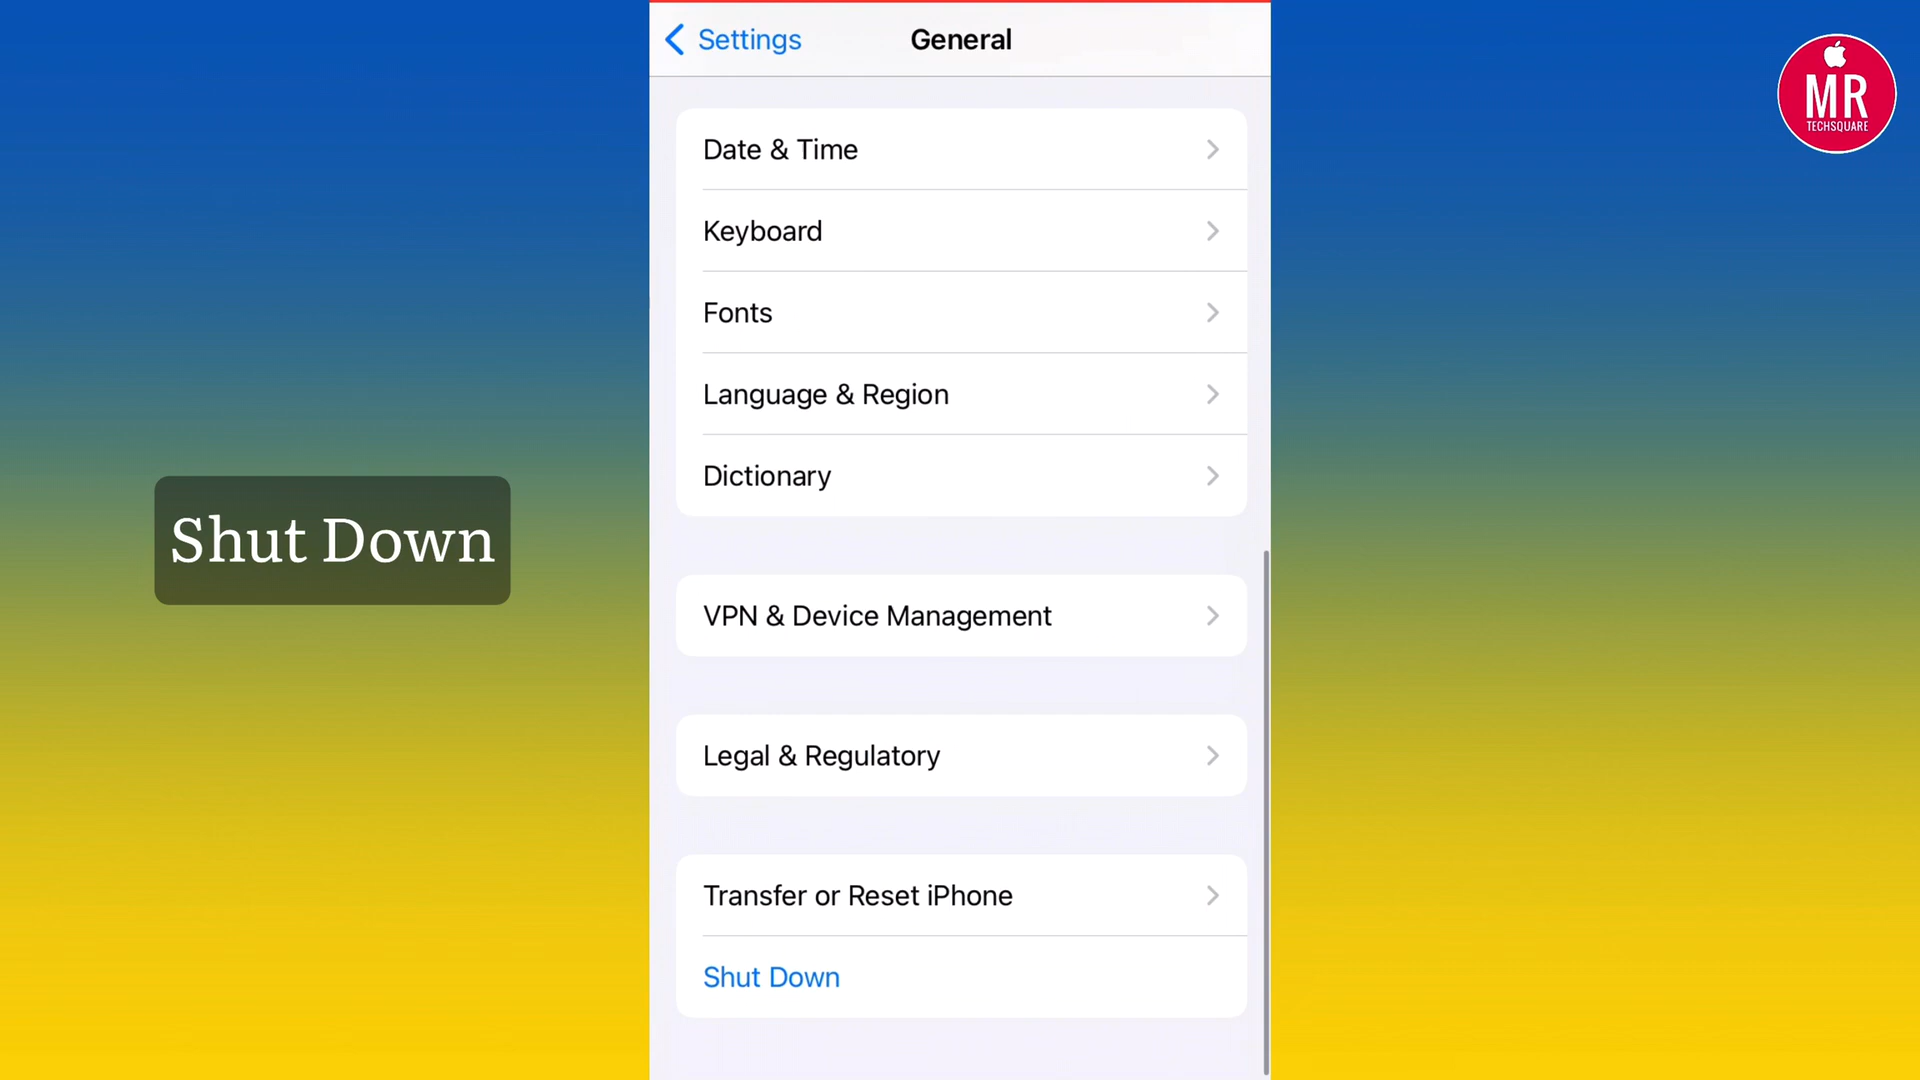 Settings
General
MR
TECHSQUARE
Date & Time
Keyboard
Fonts
Language & Region
Dictionary
Shut Down
VPN & Device Management
Legal & Regulatory
Transfer or Reset iPhone
Shut Down